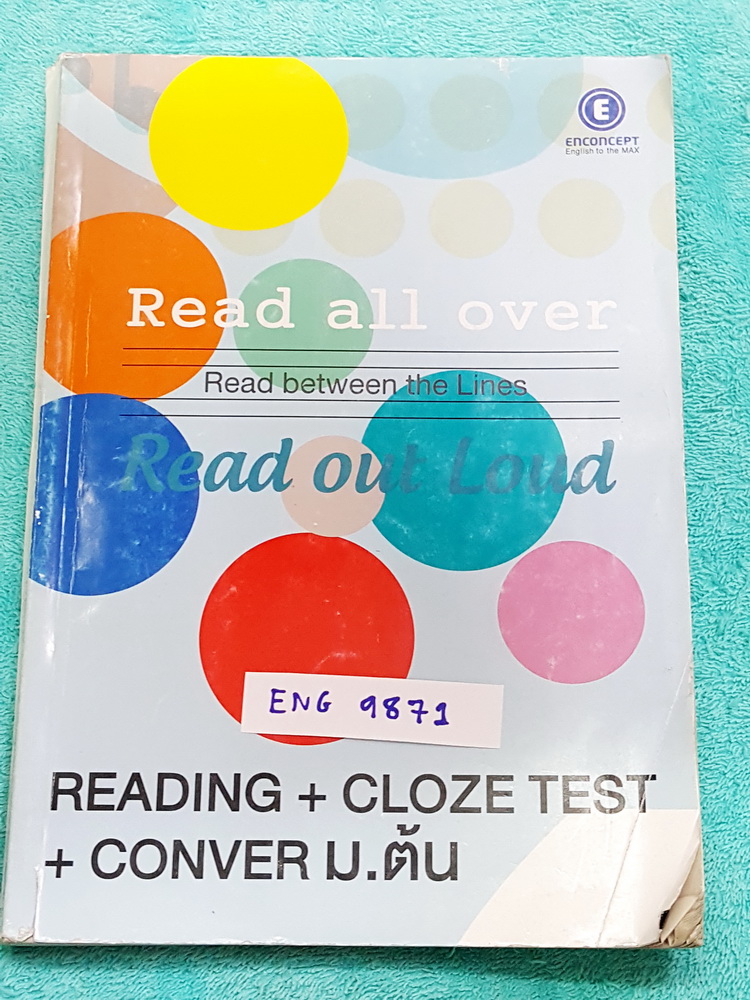 E
ENCONCEPT
English to the MAX
Read all over
Read between the Lines
Read out Loud
ENG 9871
READING + CLOZE TEST
+ CONVER ม.ต้น